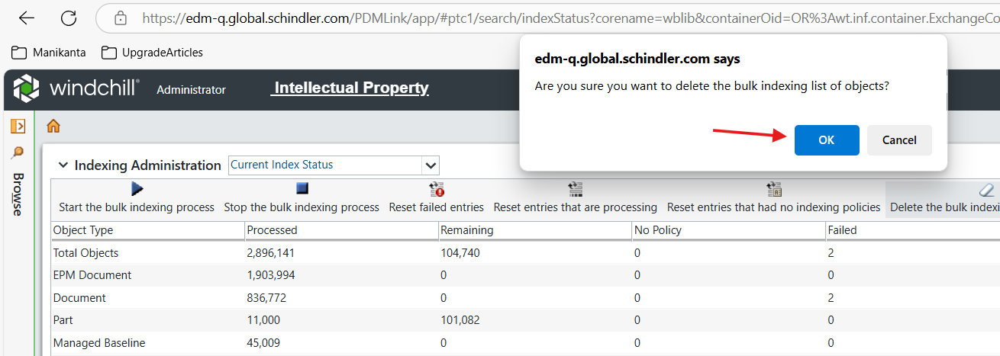 https://edm-q.global.schindler.com/PDMLink/app/#ptc1/search/indexStatus?corename=wblib&containerOid=OR%3Awt.inf.container.ExchangeCo
Manikanta UpgradeArticles
edm-q.global.schindler.com says
Are you sure you want to delete the bulk indexing list of objects?
OK Cancel
windchill® Administrator Intellectual Property
Browse
Indexing Administration Current Index Status
Start the bulk indexing process Stop the bulk indexing process Reset failed entries Reset entries that are processing Reset entries that had no indexing policies Delete the bulk indexi
Object Type Processed Remaining No Policy Failed
Total Objects 2,896,141 104,740 0 2
EPM Document 1,903,994 0 0 0
Document 836,772 0 0 2
Part 11,000 101,082 0 0
Managed Baseline 45,009 0 0 0